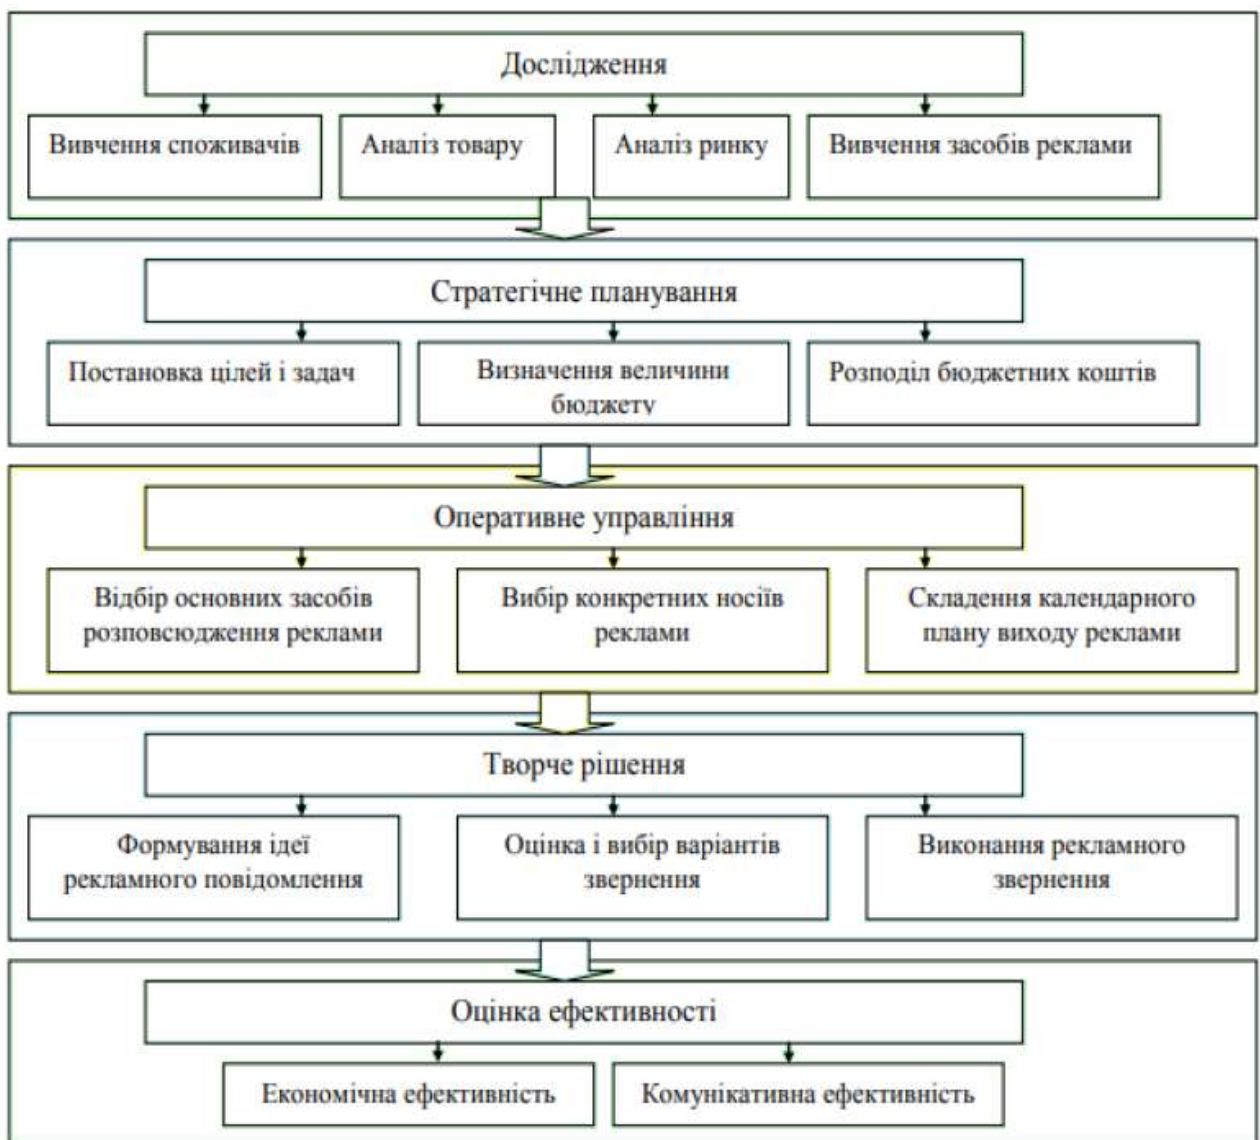 Дослідження
Вивчення споживачів
Аналіз товару
Аналіз ринку
Вивчення засобів реклами
Стратегічне планування
Постановка цілей і задач
Визначення величини
бюджету
Розподіл бюджетних коштів
Оперативне управління
Відбір основних засобів
розповсюдження реклами
Вибір конкретних носіїв
реклами
Складення календарного
плану виходу реклами
Творче рішення
Формування ідеї
рекламного повідомлення
Оцінка і вибір варіантів
звернення
Виконання рекламного
звернення
Оцінка ефективності
Економічна ефективність
Комунікативна ефективність